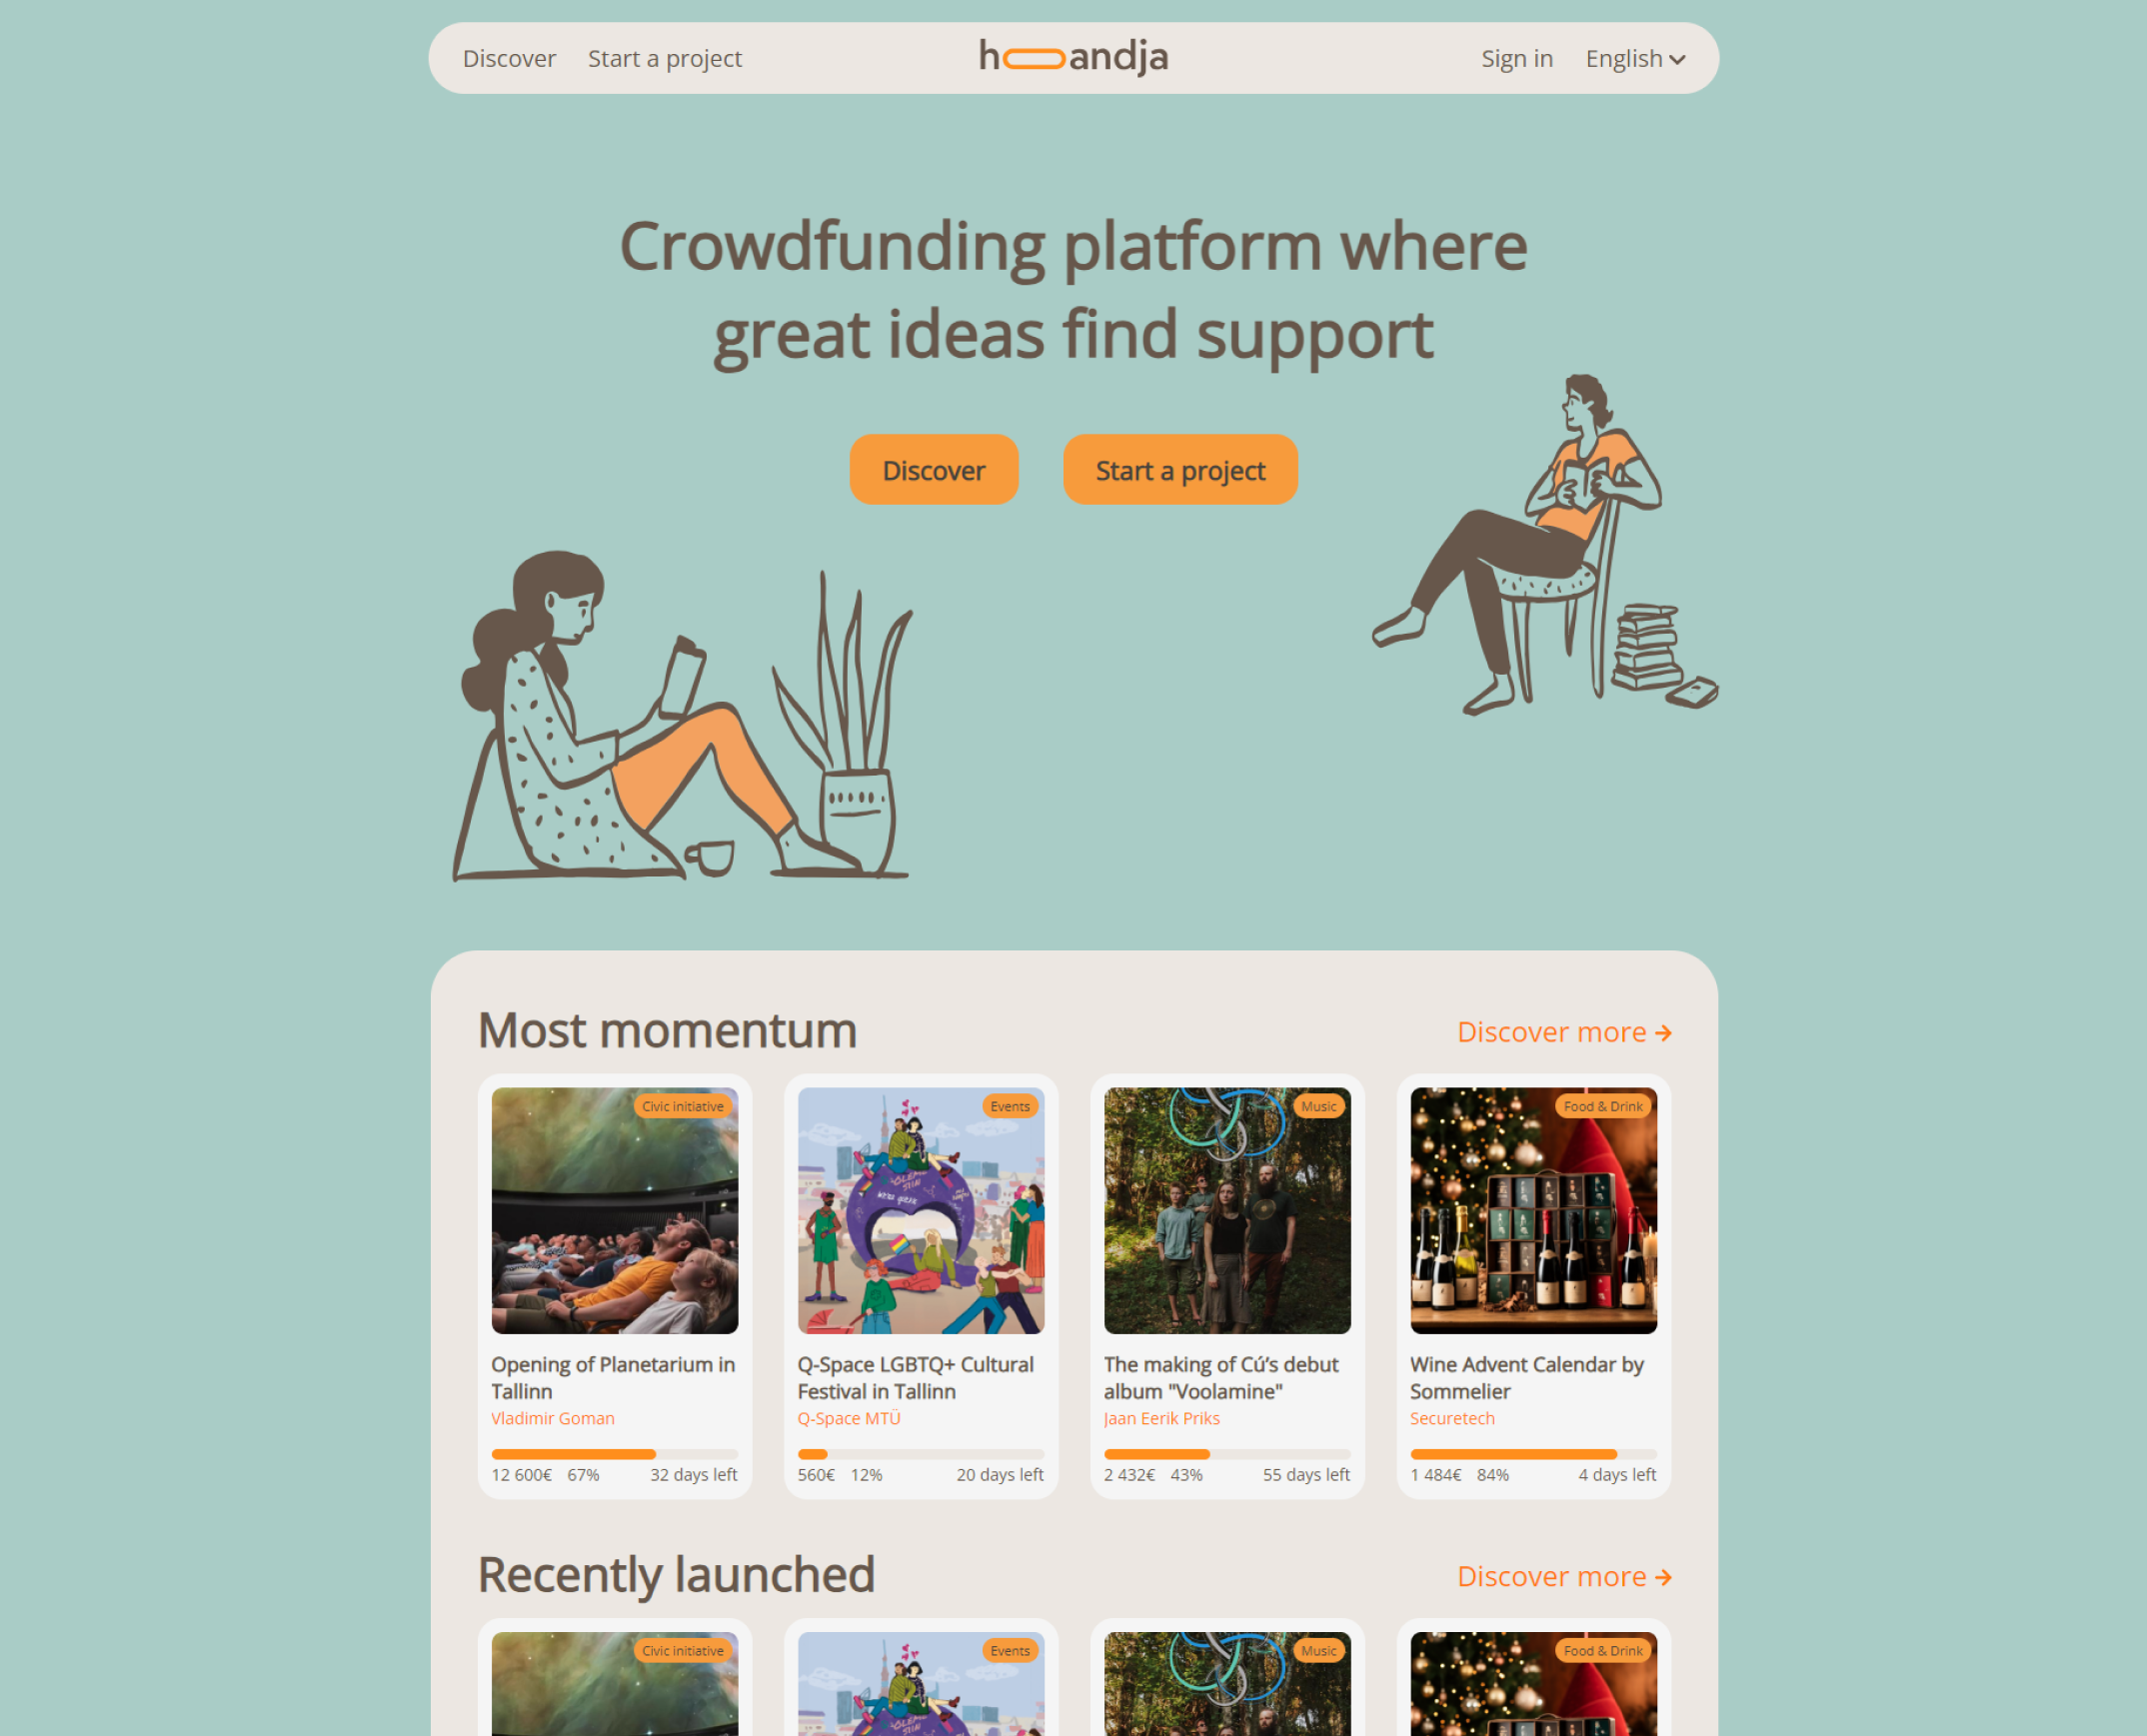 Discover Start a project hooandja Sign in English
Crowdfunding platform where
great ideas find support
Discover Start a project
Most momentum Discover more →
Civic initiative Events Music Food & Drink
Opening of Planetarium in
Tallinn
Vladimir Goman
12 600€ 67% 32 days left
Q-Space LGBTQ+ Cultural
Festival in Tallinn
Q-Space MTÜ
560€ 12% 20 days left
The making of Cú’s debut
album "Voolamine"
Jaan Eerik Priks
2 432€ 43% 55 days left
Wine Advent Calendar by
Sommelier
Securetech
1 484€ 84% 4 days left
Recently launched Discover more →
Civic initiative Events Music Food & Drink